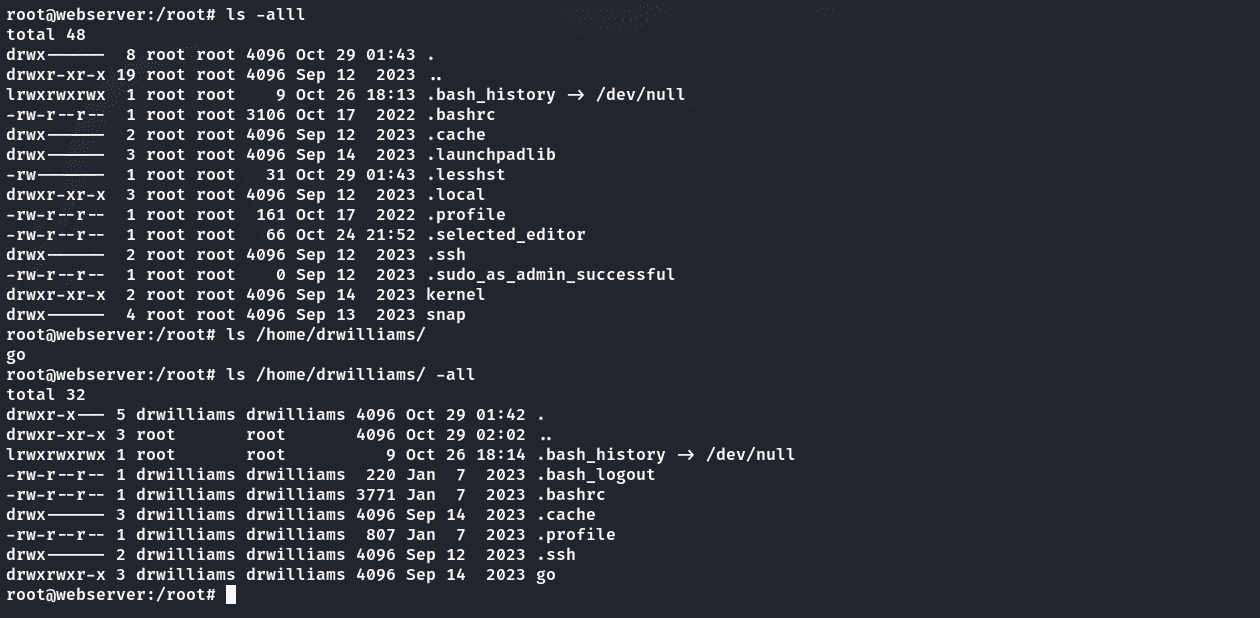 root@webserver:/root# ls -alll
total 48
drwx------  8 root root 4096 Oct 29 01:43 .
drwxr-xr-x 19 root root 4096 Sep 12  2023 ..
lrwxrwxrwx  1 root root    9 Oct 26 18:13 .bash_history -> /dev/null
-rw-r--r--  1 root root 3106 Oct 17  2022 .bashrc
drwx------  2 root root 4096 Sep 12  2023 .cache
drwx------  3 root root 4096 Sep 14  2023 .launchpadlib
-rw-------  1 root root   31 Oct 29 01:43 .lesshst
drwxr-xr-x  3 root root 4096 Sep 12  2023 .local
-rw-r--r--  1 root root  161 Oct 17  2022 .profile
-rw-r--r--  1 root root   66 Oct 24 21:52 .selected_editor
drwx------  2 root root 4096 Sep 12  2023 .ssh
-rw-r--r--  1 root root    0 Sep 12  2023 .sudo_as_admin_successful
drwxr-xr-x  2 root root 4096 Sep 14  2023 kernel
drwx------  4 root root 4096 Sep 13  2023 snap
root@webserver:/root# ls /home/drwilliams/
go
root@webserver:/root# ls /home/drwilliams/ -all
total 32
drwxr-x--- 5 drwilliams drwilliams 4096 Oct 29 01:42 .
drwxr-xr-x 3 root       root       4096 Oct 29 02:02 ..
lrwxrwxrwx 1 root       root          9 Oct 26 18:14 .bash_history -> /dev/null
-rw-r--r-- 1 drwilliams drwilliams  220 Jan  7  2023 .bash_logout
-rw-r--r-- 1 drwilliams drwilliams 3771 Jan  7  2023 .bashrc
drwx------ 3 drwilliams drwilliams 4096 Sep 14  2023 .cache
-rw-r--r-- 1 drwilliams drwilliams  807 Jan  7  2023 .profile
drwx------ 2 drwilliams drwilliams 4096 Sep 12  2023 .ssh
drwxrwxr-x 3 drwilliams drwilliams 4096 Sep 14  2023 go
root@webserver:/root#